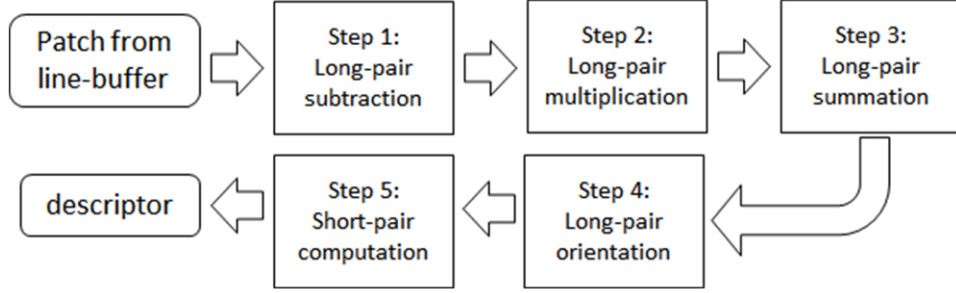 Patch from
line-buffer
Step 1:
Long-pair
subtraction
Step 2:
Long-pair
multiplication
Step 3:
Long-pair
summation
Step 4:
Long-pair
orientation
Step 5:
Short-pair
computation
descriptor